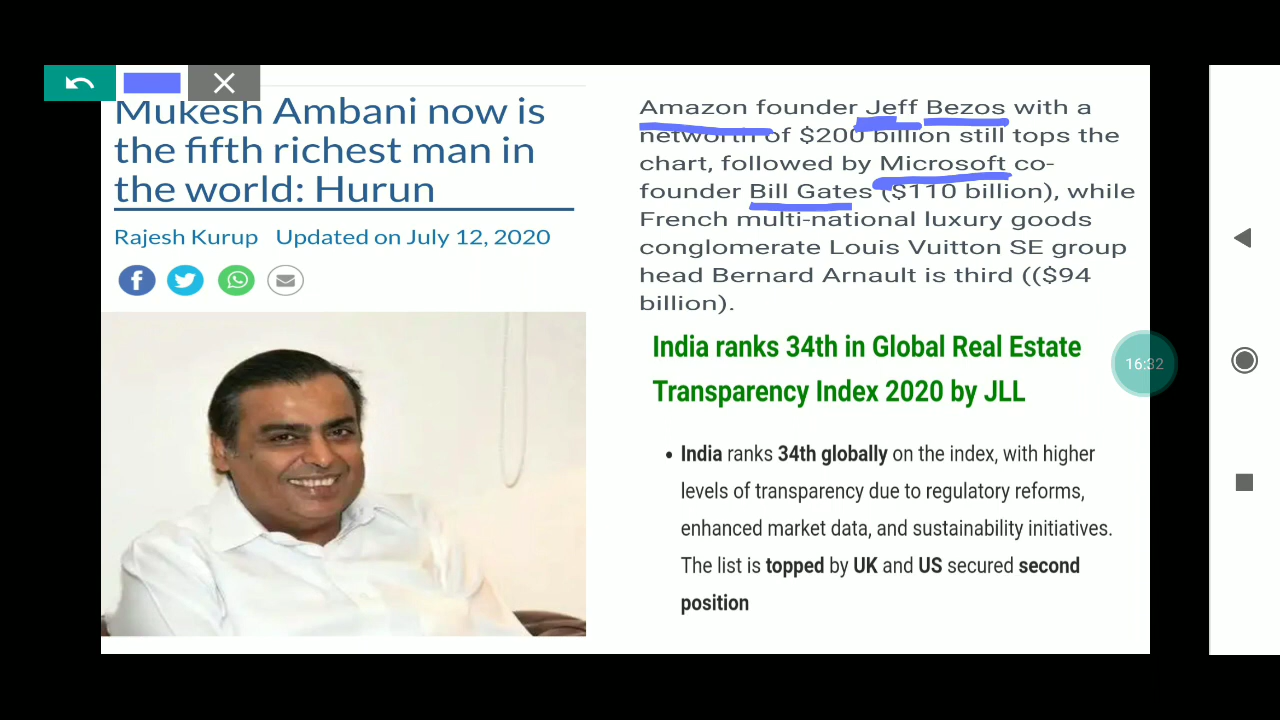 Mukesh Ambani now is
the fifth richest man in
the world: Hurun
Rajesh Kurup Updated on July 12, 2020
Amazon founder Jeff Bezos with a
networth of $200 billion still tops the
chart, followed by Microsoft co-
founder Bill Gates ($110 billion), while
French multi-national luxury goods
conglomerate Louis Vuitton SE group
head Bernard Arnault is third (($94
billion).
India ranks 34th in Global Real Estate
Transparency Index 2020 by JLL
• India ranks 34th globally on the index, with higher
levels of transparency due to regulatory reforms,
enhanced market data, and sustainability initiatives.
The list is topped by UK and US secured second
position
16:32